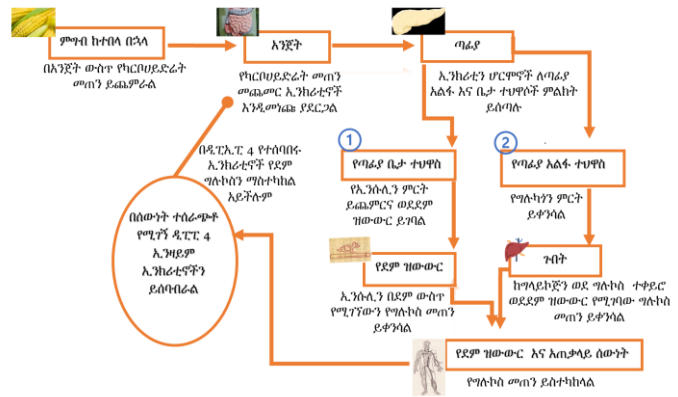 ምግብ ከተበላ በኋላ
በአንጀት ውስጥ የካርቦሀይድሬት
መጠን ይጨምራል
አንጀት
የካርቦሀይድሬት መጠን
መጨመር ኢንክሪቲኖች
እንዲመነጩ ያደርጋል
ጣፊያ
ኢንክሪቲን ሆርሞኖች ለጣፊያ
አልፋ እና ቤታ ተህዋሶች ምልክት
ይሰጣሉ
1
የጣፊያ ቤታ ተህዋስ
የኢንሱሊን ምርት
ይጨምርና ወደደም
ዝውውር ይገባል
2
የጣፊያ አልፋ ተህዋስ
የግሉካጎን ምርት
ይቀንሳል
በዲፒአ.ፒ 4 የተሰባበሩ
ኢንክሪቲኖች የደም
ግሉኮስን ማስተካከል
አይችሉም
በሰውነት ተሰራጭቶ
የሚገኝ ዲፒፒ 4
ኢንዛይም
ኢንክሪቲኖችን
ይሰባብራል
የደም ዝውውር
ኢንሱሊን በደም ውስጥ
የሚገኘውን የግሉኮስ መጠን
ይቀንሳል
ጉበት
ከግላይኮጅን ወደ ግሉኮስ ተቀይሮ
ወደደም ዝውውር የሚገባው ግሉኮስ
መጠን ይቀንሳል
የደም ዝውውር እና አጠቃላይ ሰውነት
የግሉኮስ መጠን ይስተካከላል